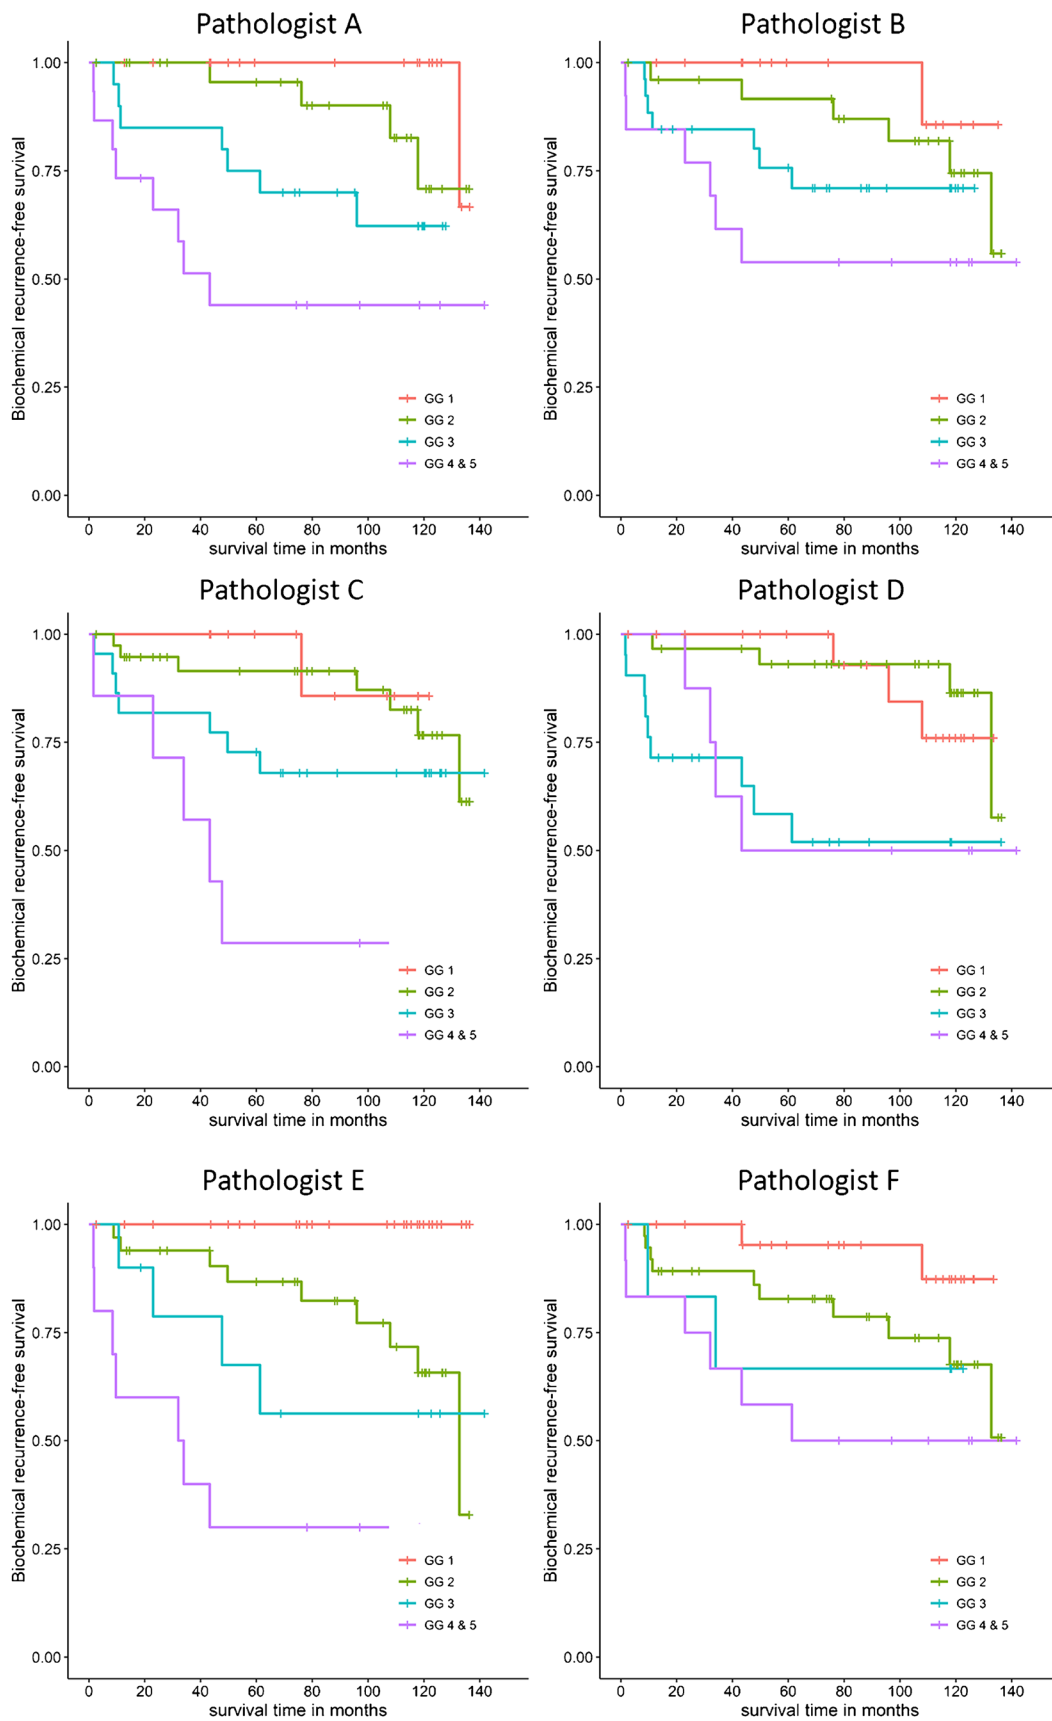 Pathologist A
Biochemical recurrence-free survival
1.00
0.75
0.50
0.25
0.00
GG 1
GG 2
GG 3
GG 4 & 5
0 20 40 60 80 100 120 140
survival time in months
Pathologist B
Biochemical recurrence-free survival
1.00
0.75
0.50
0.25
0.00
GG 1
GG 2
GG 3
GG 4 & 5
0 20 40 60 80 100 120 140
survival time in months
Pathologist C
Biochemical recurrence-free survival
1.00
0.75
0.50
0.25
0.00
GG 1
GG 2
GG 3
GG 4 & 5
0 20 40 60 80 100 120 140
survival time in months
Pathologist D
Biochemical recurrence-free survival
1.00
0.75
0.50
0.25
0.00
GG 1
GG 2
GG 3
GG 4 & 5
0 20 40 60 80 100 120 140
survival time in months
Pathologist E
Biochemical recurrence-free survival
1.00
0.75
0.50
0.25
0.00
GG 1
GG 2
GG 3
GG 4 & 5
0 20 40 60 80 100 120 140
survival time in months
Pathologist F
Biochemical recurrence-free survival
1.00
0.75
0.50
0.25
0.00
GG 1
GG 2
GG 3
GG 4 & 5
0 20 40 60 80 100 120 140
survival time in months